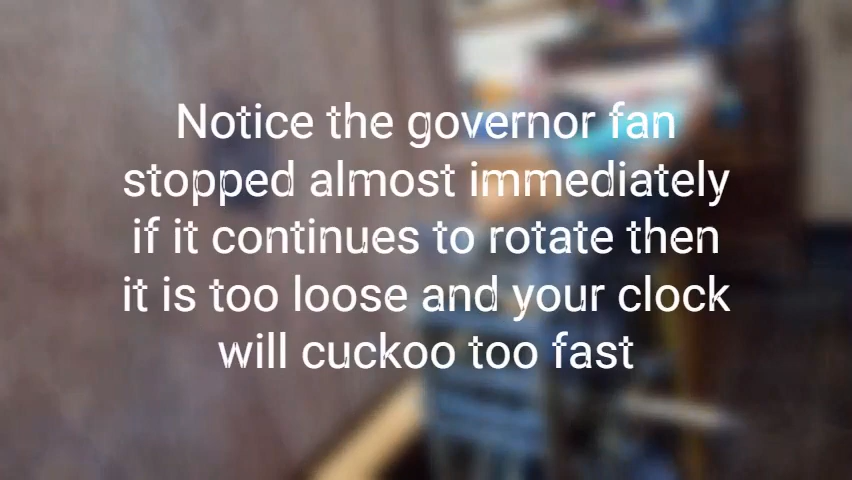 Notice the governor fan
stopped almost immediately
if it continues to rotate then
it is too loose and your clock
will cuckoo too fast